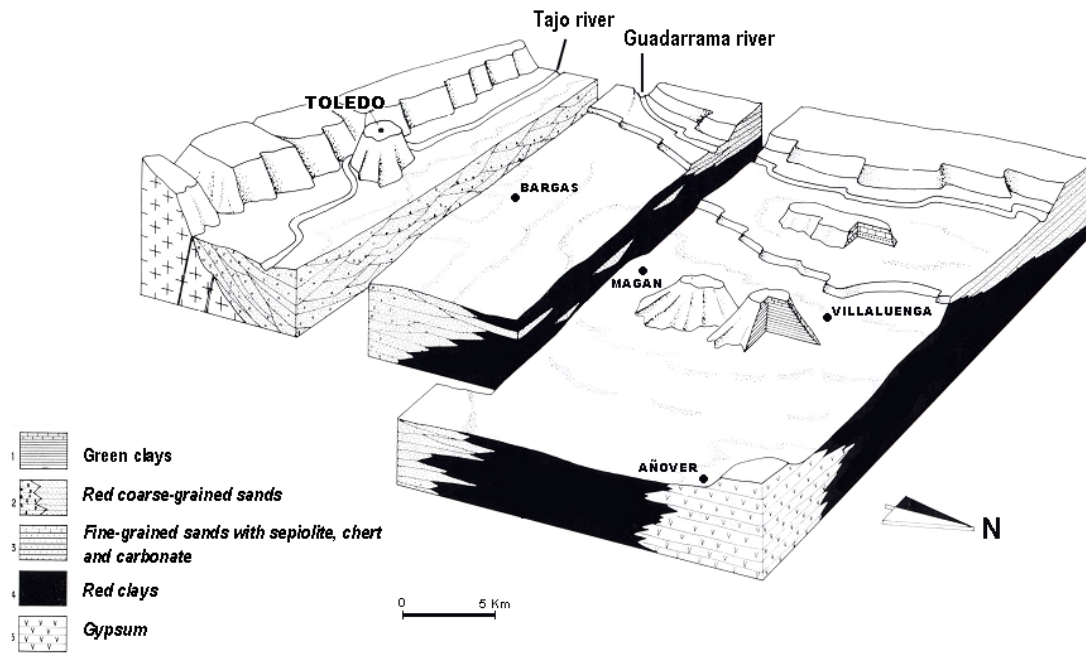 Tajo river
Guadarrama river
TOLEDO
BARGAS
MAGAN
VILLALUENGA
AÑOVER
N
1 Green clays
2 Red coarse-grained sands
3 Fine-grained sands with sepiolite, chert
and carbonate
4 Red clays
5 Gypsum
0 5 Km